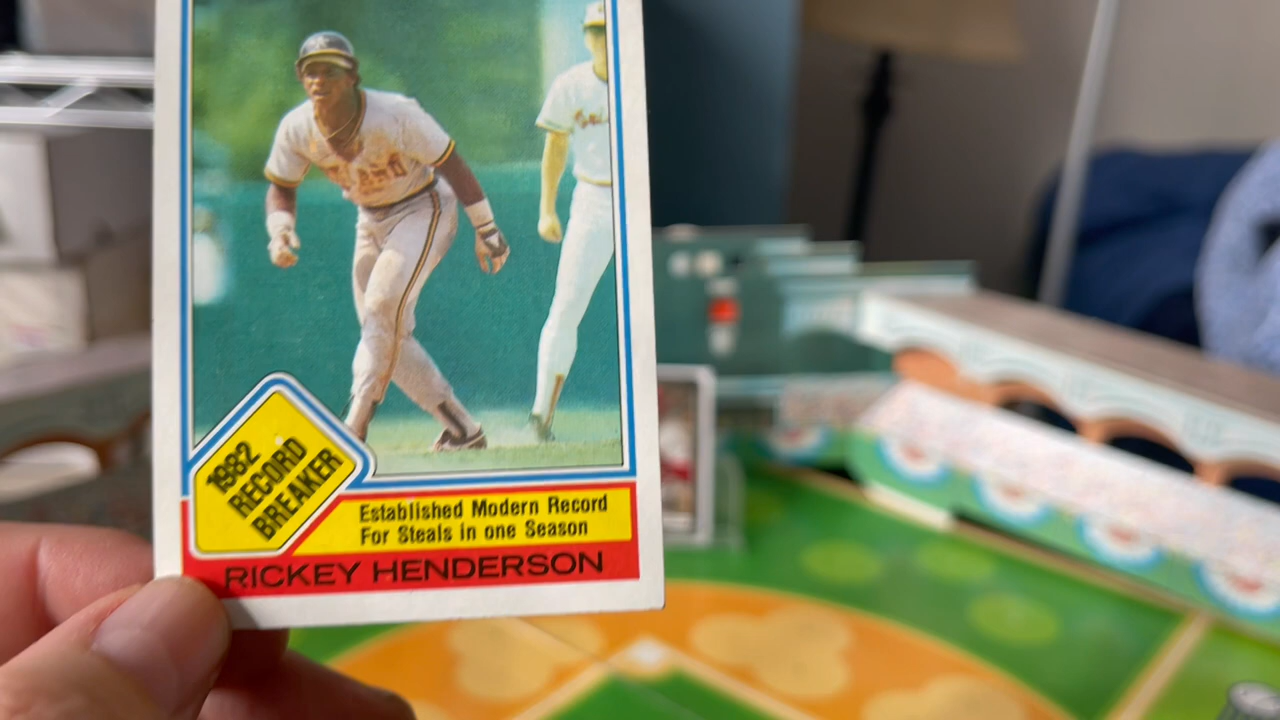 1982
RECORD
BREAKER
Established Modern Record
For Steals in one Season
RICKEY HENDERSON